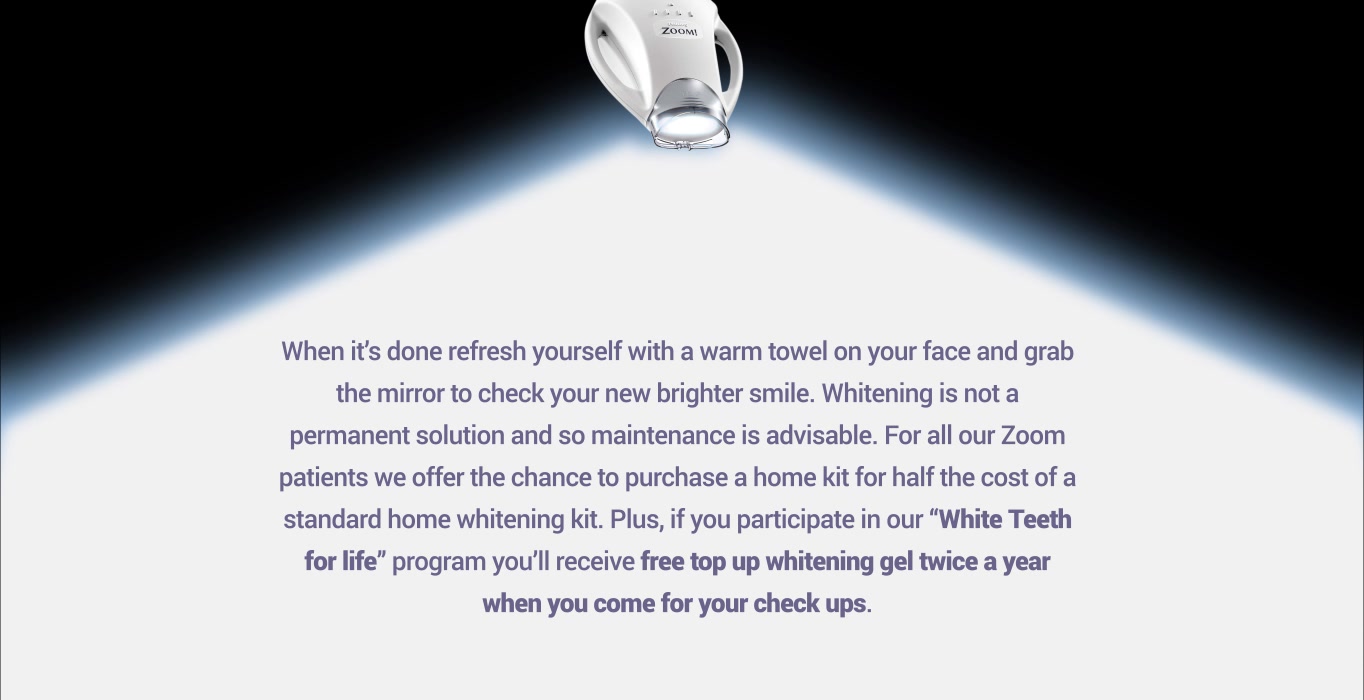 ZOOM!
When it's done refresh yourself with a warm towel on your face and grab
the mirror to check your new brighter smile. Whitening is not a
permanent solution and so maintenance is advisable. For all our Zoom
patients we offer the chance to purchase a home kit for half the cost of a
standard home whitening kit. Plus, if you participate in our “White Teeth
for life” program you'll receive free top up whitening gel twice a year
when you come for your check ups.